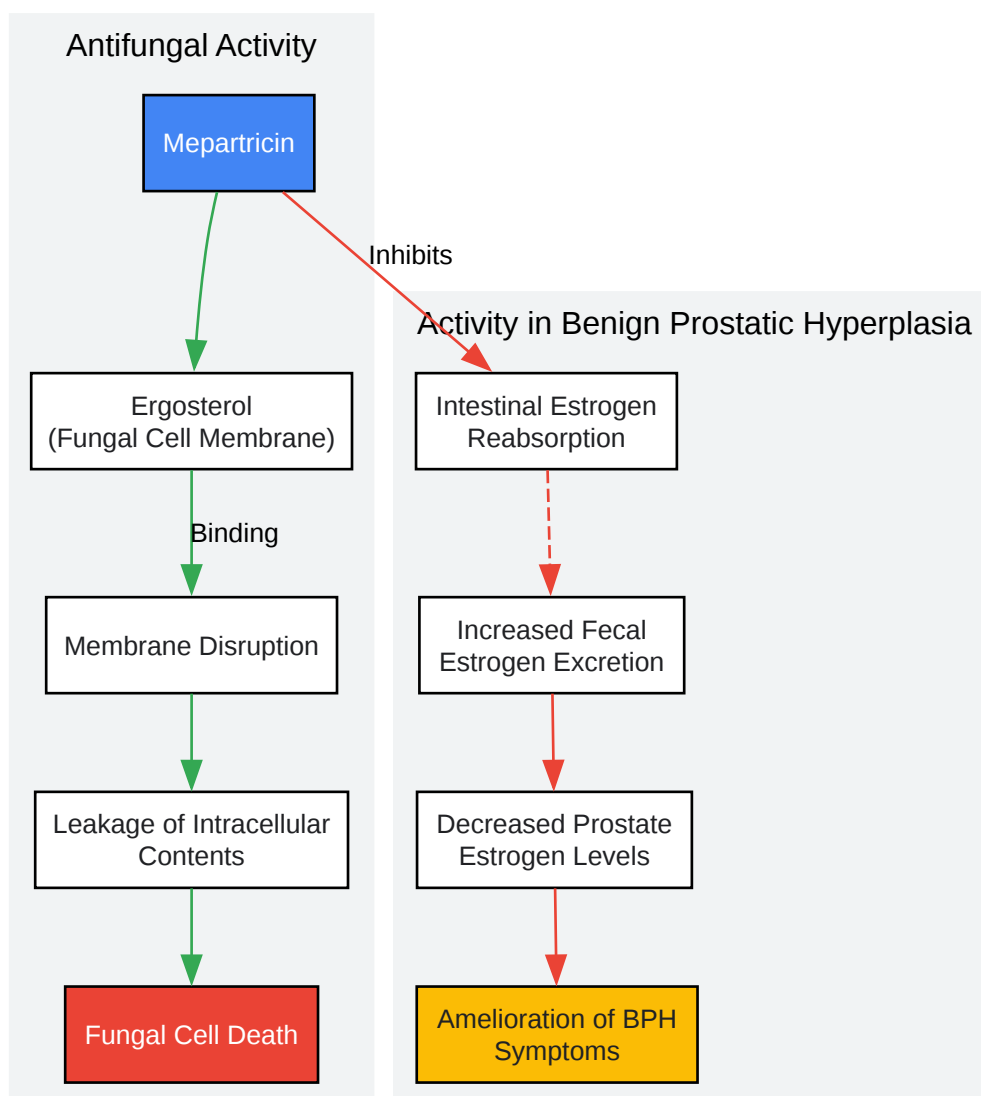 Antifungal Activity
Mepartricin
Inhibits
Activity in Benign Prostatic Hyperplasia
Ergosterol
(Fungal Cell Membrane)
Intestinal Estrogen
Reabsorption
Binding
Membrane Disruption
Increased Fecal
Estrogen Excretion
Leakage of Intracellular
Contents
Decreased Prostate
Estrogen Levels
Fungal Cell Death
Amelioration of BPH
Symptoms